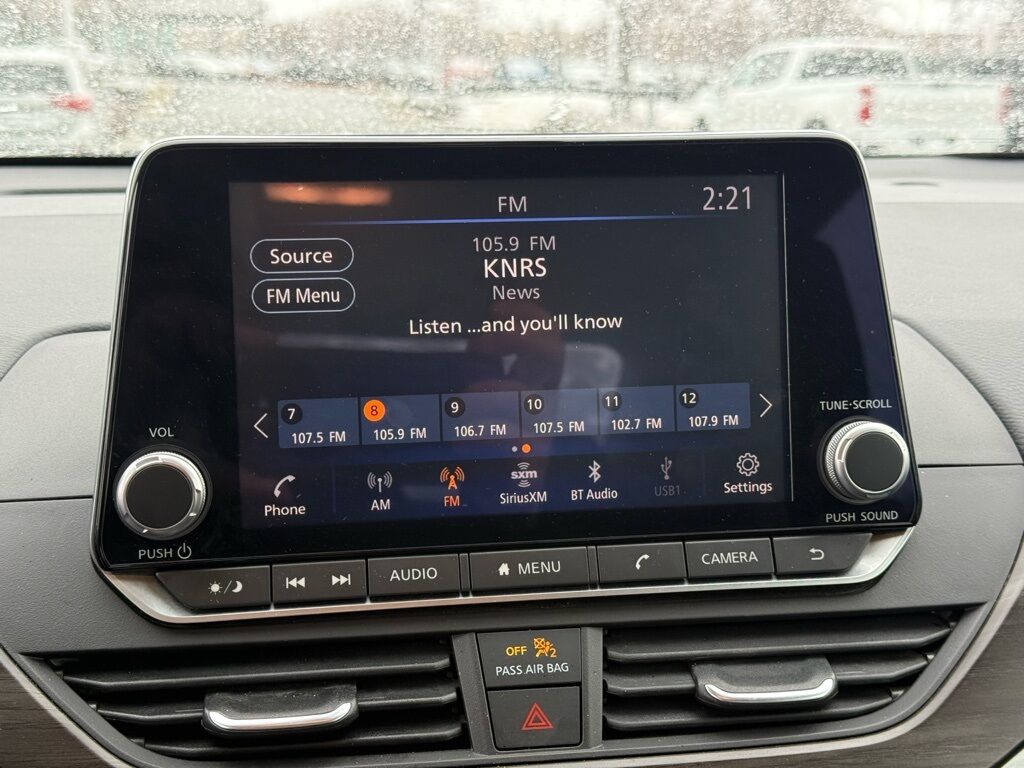 FM
2:21
Source
105.9 FM
KNRS
FM Menu
News
Listen ...and you'll know
7
8
9
10
11
12
107.5 FM
105.9 FM
106.7 FM
107.5 FM
102.7 FM
107.9 FM
Phone
AM
FM
sxm
SiriusXM
BT Audio
USB1
Settings
VOL
PUSH
TUNE·SCROLL
PUSH SOUND
AUDIO
MENU
CAMERA
OFF 2
PASS AIR BAG